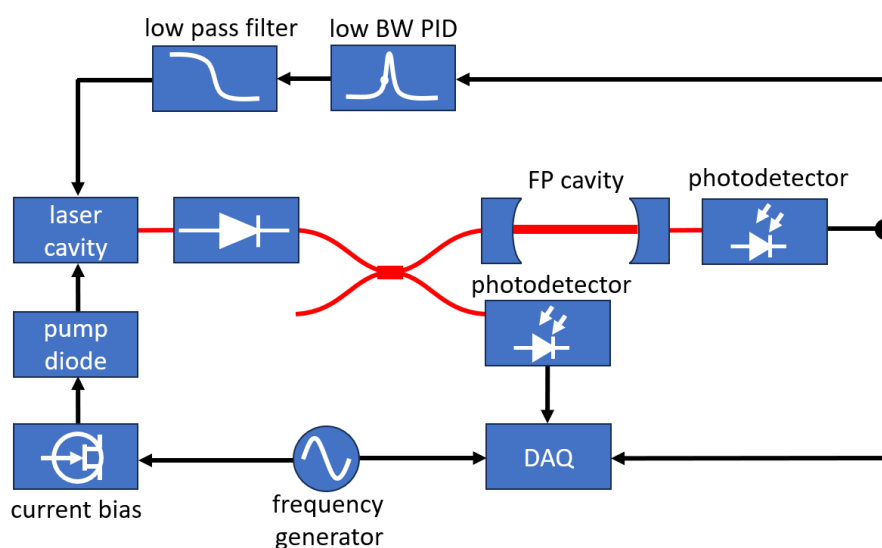 low pass filter
low BW PID
FP cavity
photodetector
laser
cavity
photodetector
pump
diode
DAQ
current bias
frequency
generator